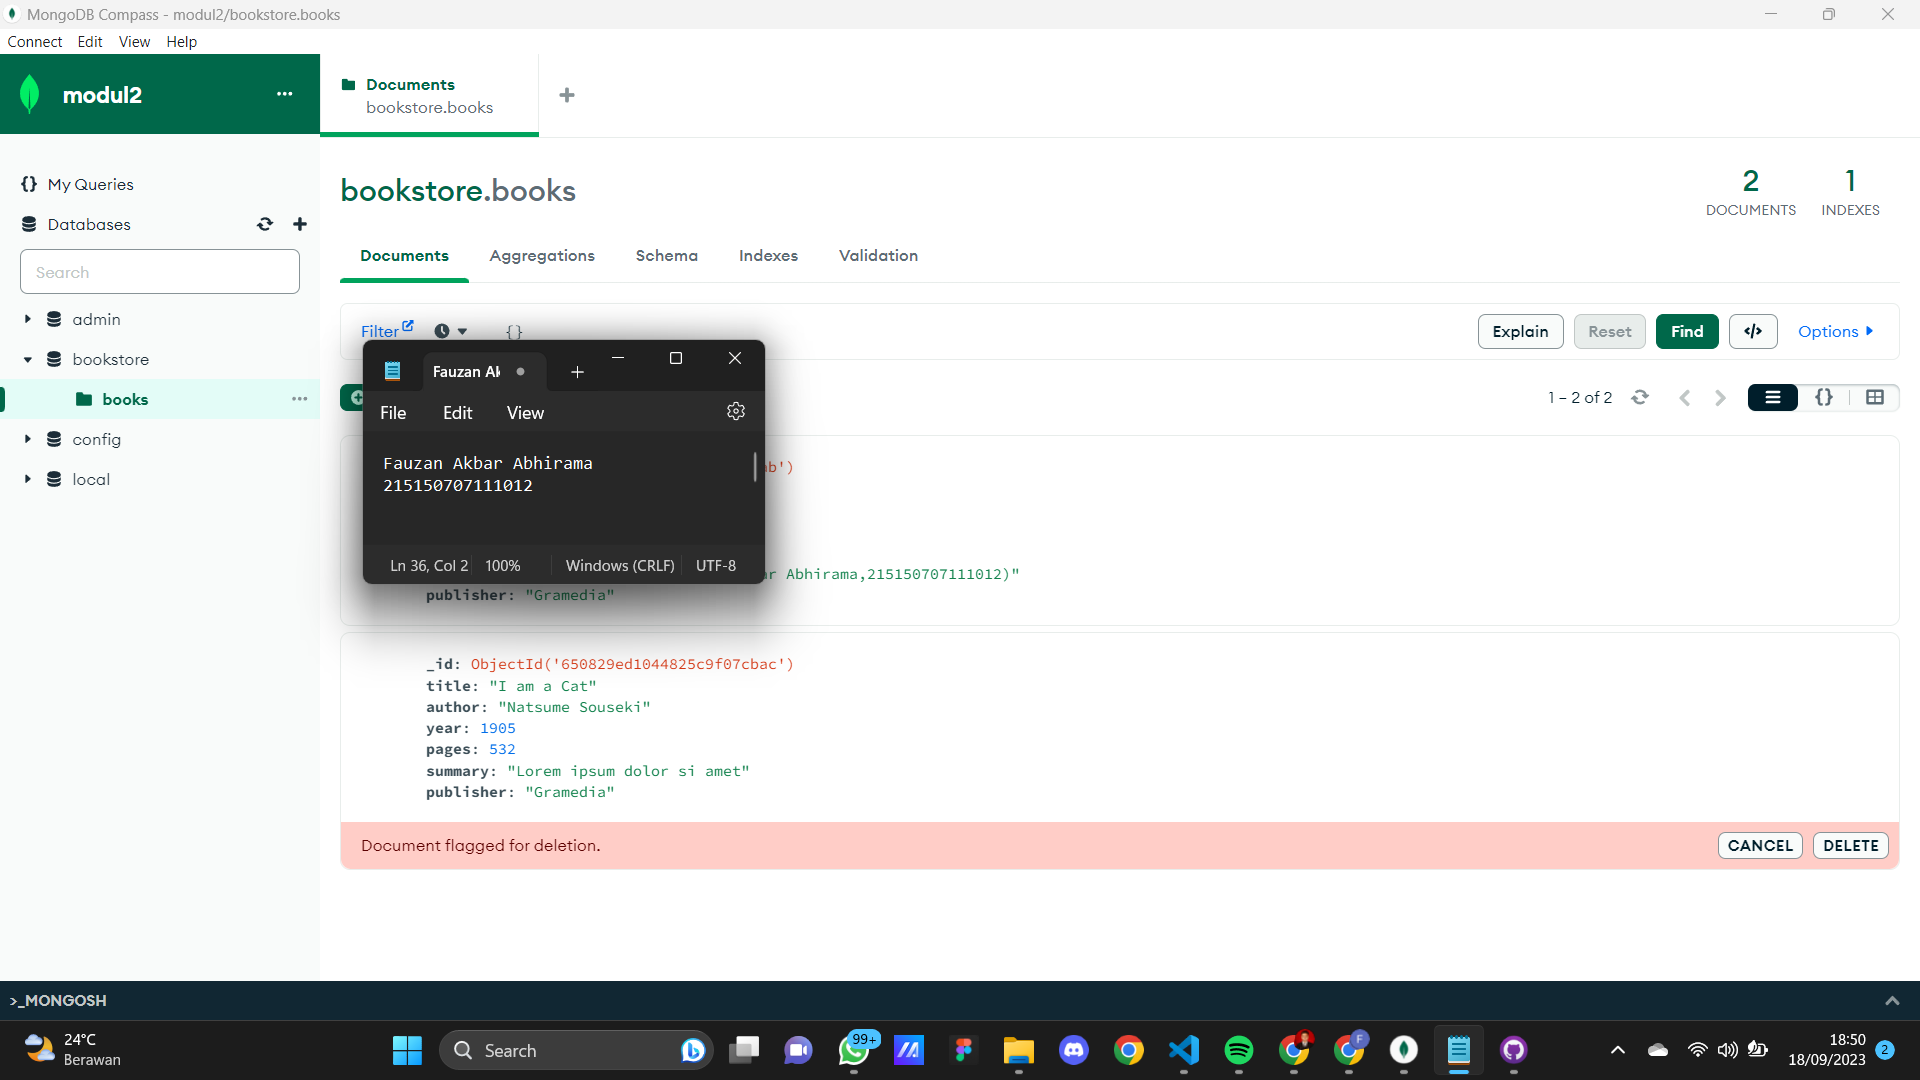 MongoDB Compass - modul2/bookstore.books
Connect Edit View Help
modul2
Documents
bookstore.books
My Queries
Databases
Search
admin
bookstore
books
config
local
bookstore.books
2
DOCUMENTS
1
INDEXES
Documents Aggregations Schema Indexes Validation
Filter
{}
Explain
Reset
Find
</>
Options
1 – 2 of 2
{}
Fauzan Ak
File Edit View
Fauzan Akbar Abhirama
215150707111012
Ln 36, Col 2 100% Windows (CRLF) UTF-8
b')
r Abhirama,215150707111012)"
publisher: "Gramedia"
_id: ObjectId('650829ed1044825c9f07cbac')
title: "I am a Cat"
author: "Natsume Souseki"
year: 1905
pages: 532
summary: "Lorem ipsum dolor si amet"
publisher: "Gramedia"
Document flagged for deletion.
CANCEL
DELETE
>_MONGOSH
24°C
Berawan
Search
99+
F
18:50
18/09/2023
2